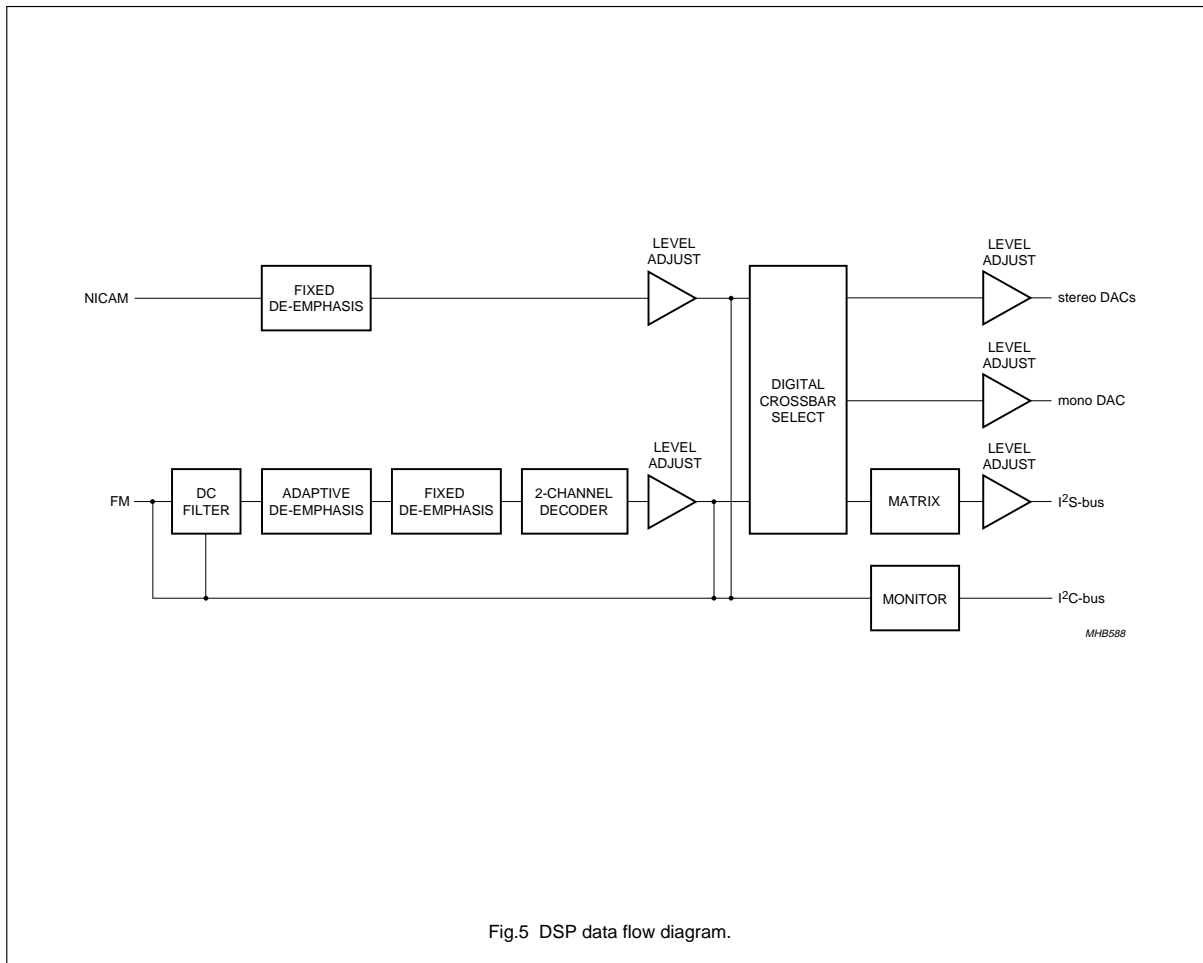 LEVEL
ADJUST
LEVEL
ADJUST
NICAM
FIXED
DE-EMPHASIS
stereo DACs
LEVEL
ADJUST
DIGITAL
CROSSBAR
SELECT
mono DAC
LEVEL
ADJUST
LEVEL
ADJUST
FM
DC
FILTER
ADAPTIVE
DE-EMPHASIS
FIXED
DE-EMPHASIS
2-CHANNEL
DECODER
MATRIX
I²S-bus
MONITOR
I²C-bus
MHB588
Fig.5 DSP data flow diagram.